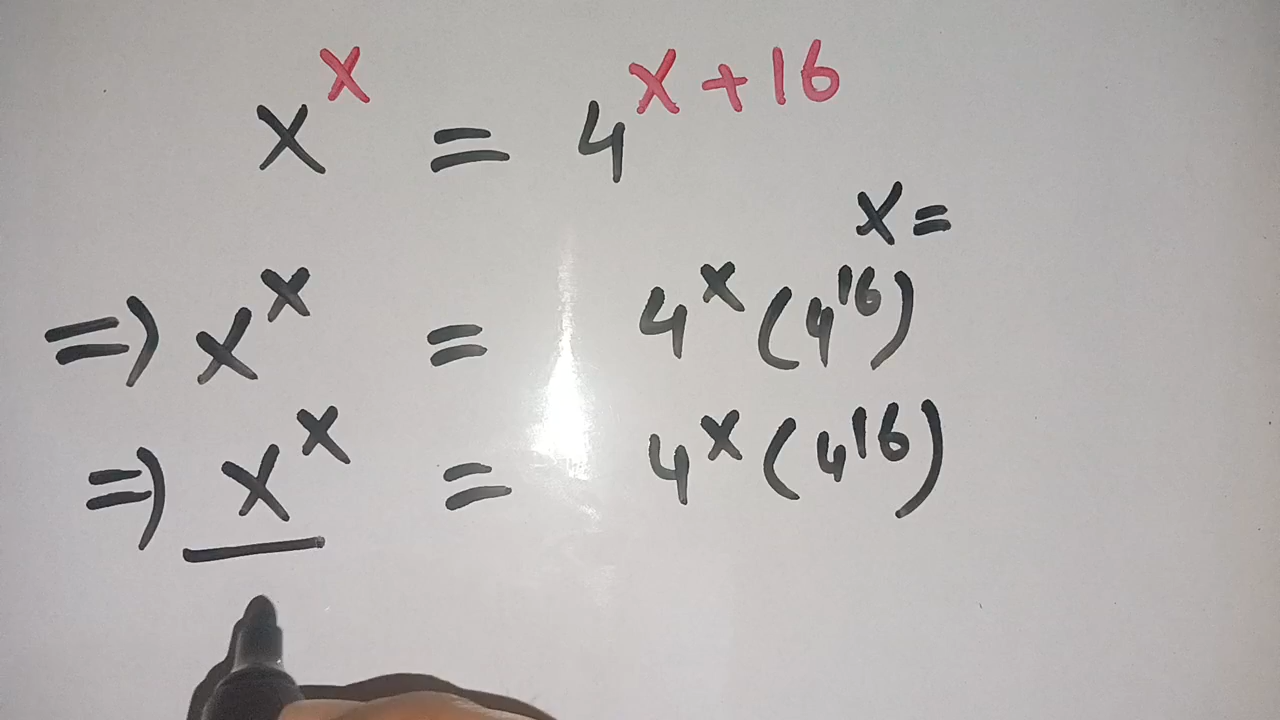 x^x = 4^{x+16}
x=
=> x^x = 4^x (4^{16})
=> x^x = 4^x (4^{16})